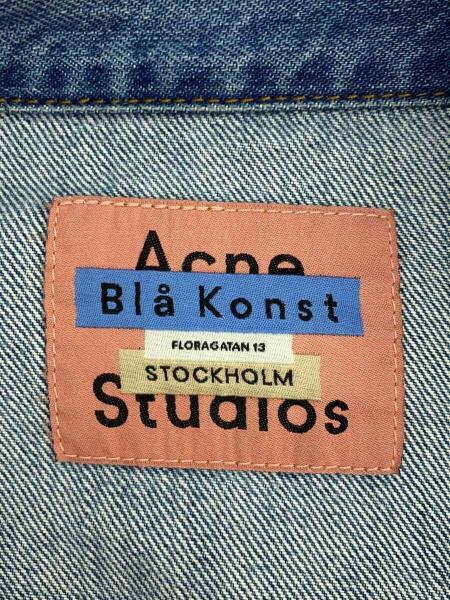 Acne
Blå Konst
FLORAGATAN 13
STOCKHOLM
Studios